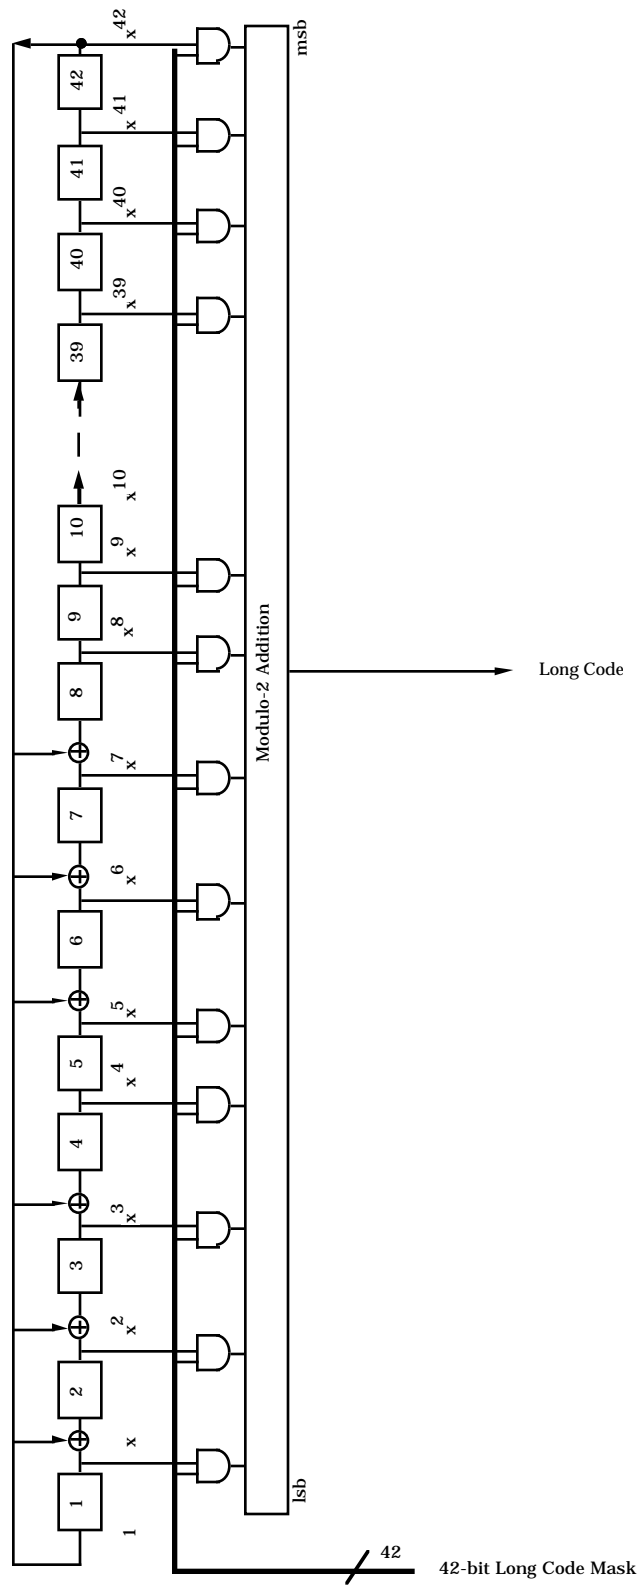 x^42
msb
42
x^41
41
x^40
40
x^39
39
x^10
10
x^9
9
x^8
8
Modulo-2 Addition
Long Code
x^7
7
x^6
6
x^5
5
x^4
4
x^3
3
x^2
2
x
1
1
lsb
42
42-bit Long Code Mask